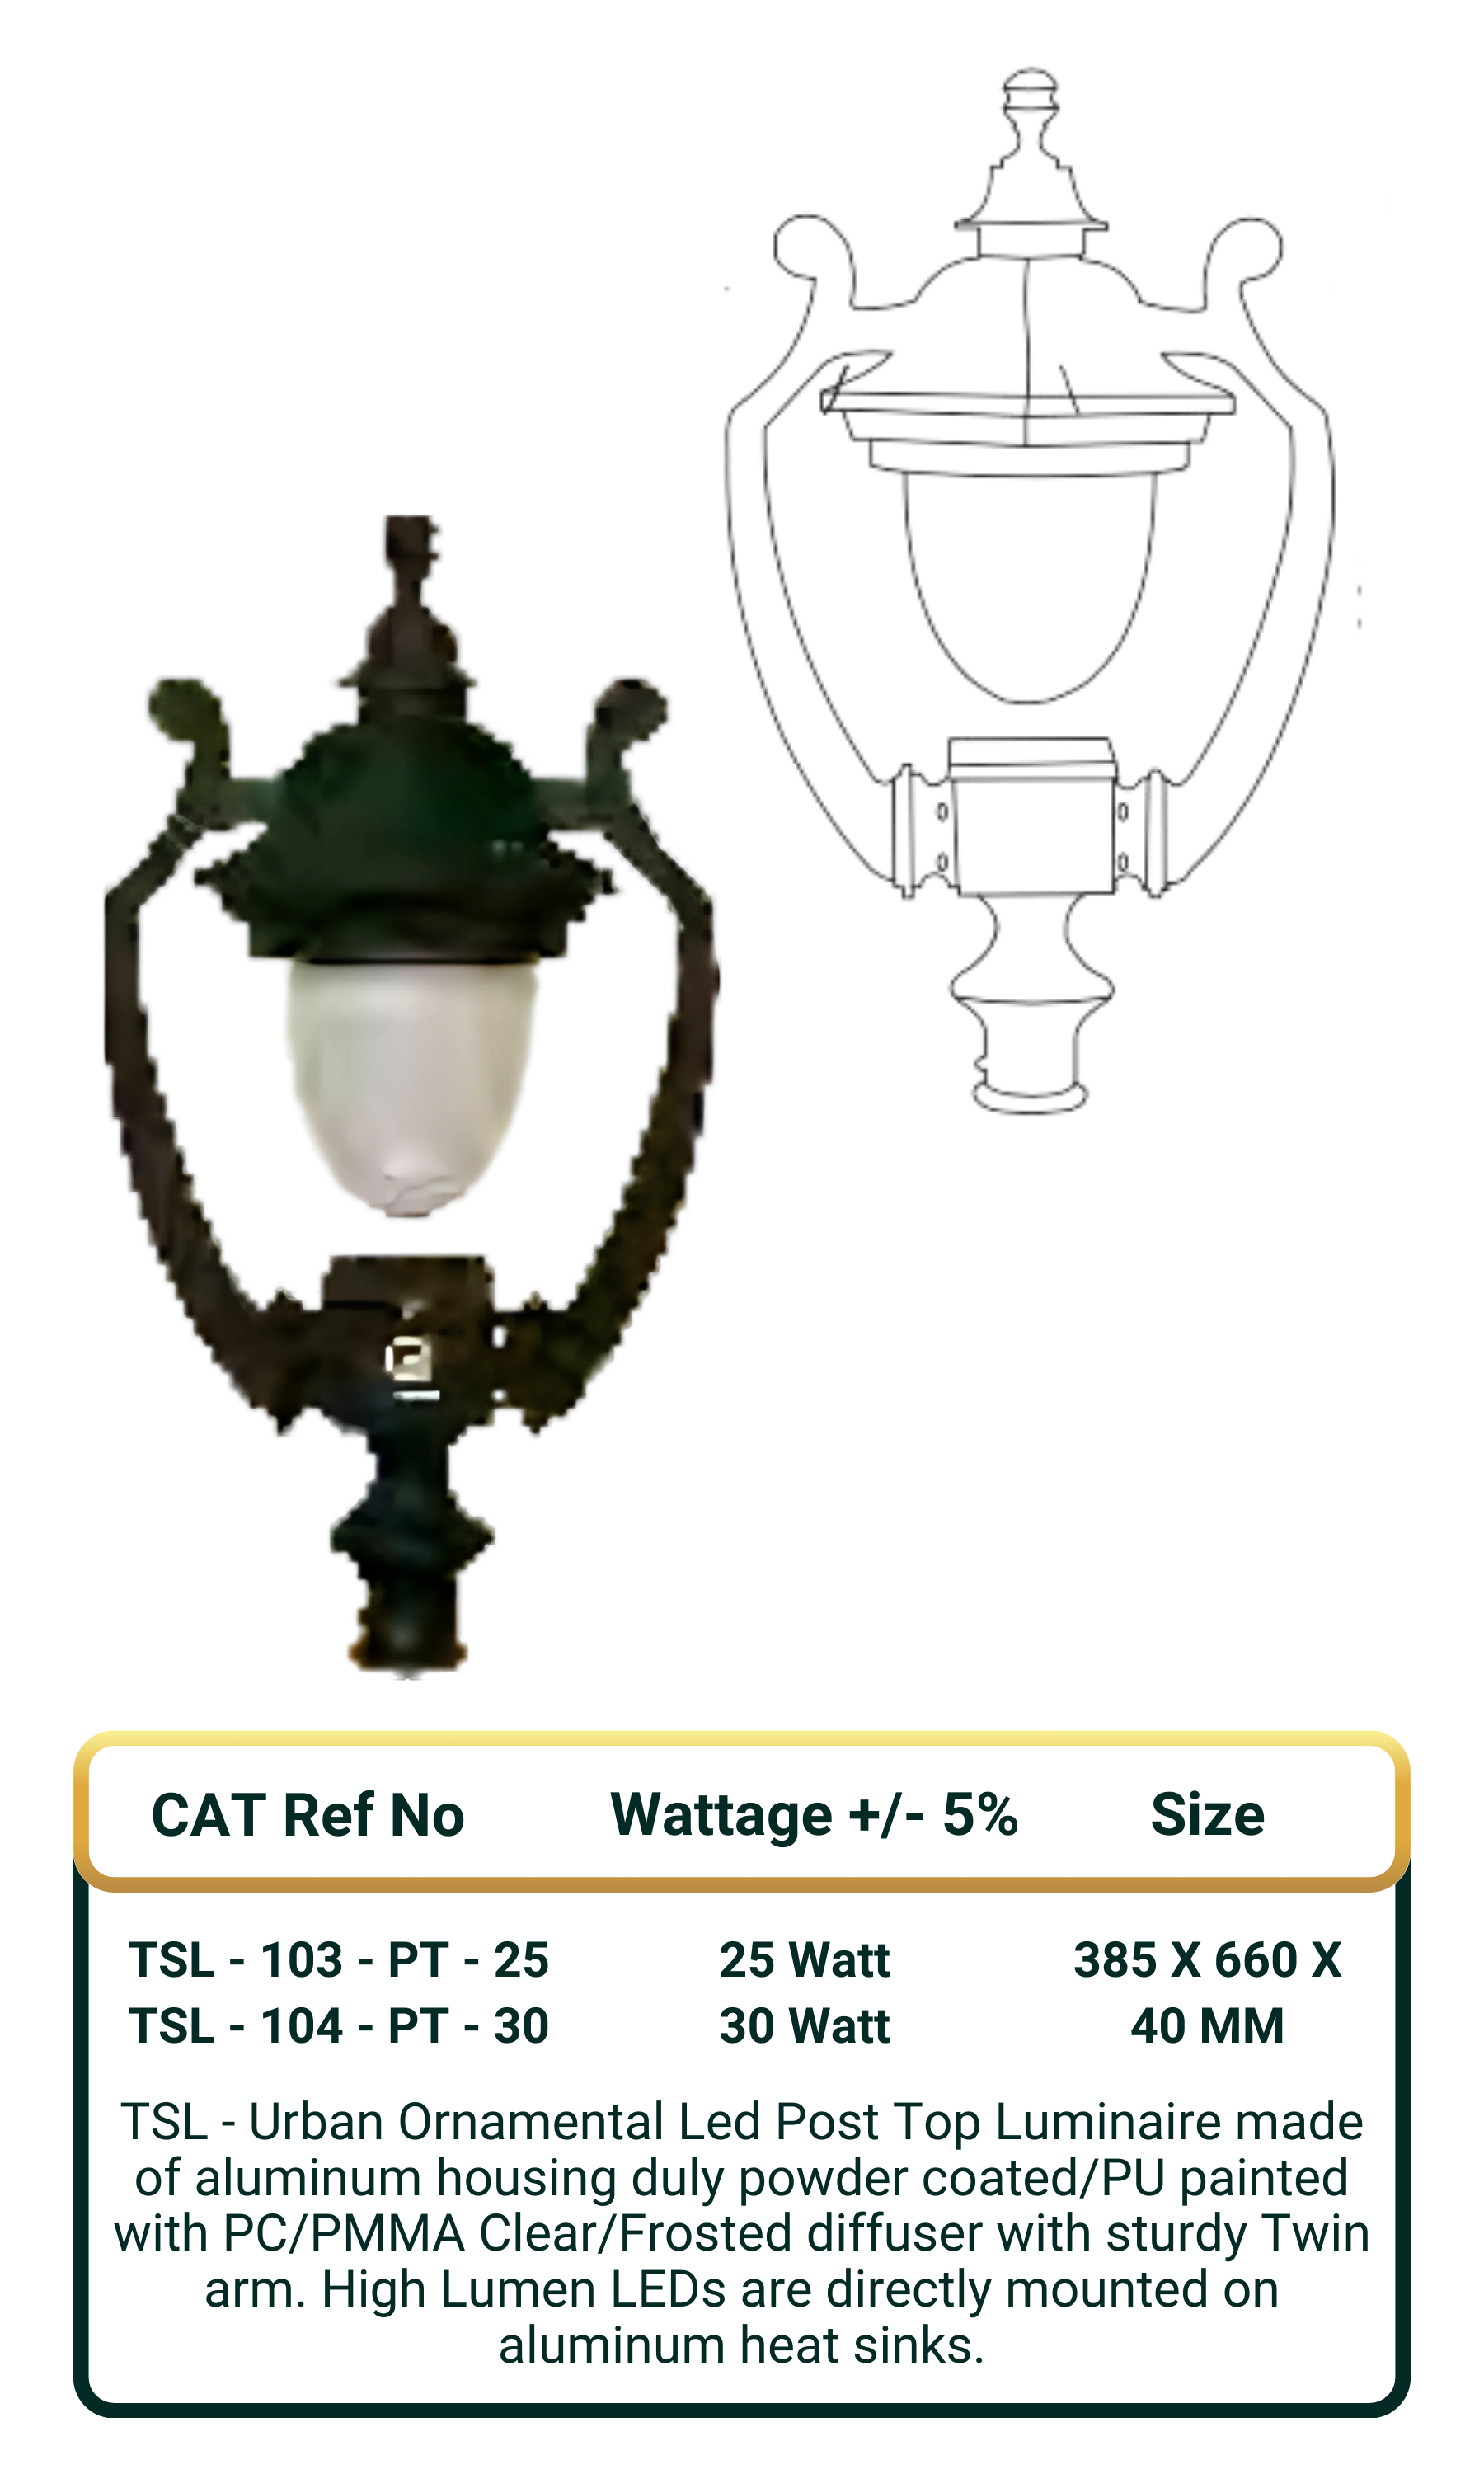 CAT Ref No Wattage +/- 5% Size
TSL - 103 - PT - 25 25 Watt 385 X 660 X
TSL - 104 - PT - 30 30 Watt 40 MM
TSL - Urban Ornamental Led Post Top Luminaire made
of aluminum housing duly powder coated/PU painted
with PC/PMMA Clear/Frosted diffuser with sturdy Twin
arm. High Lumen LEDs are directly mounted on
aluminum heat sinks.